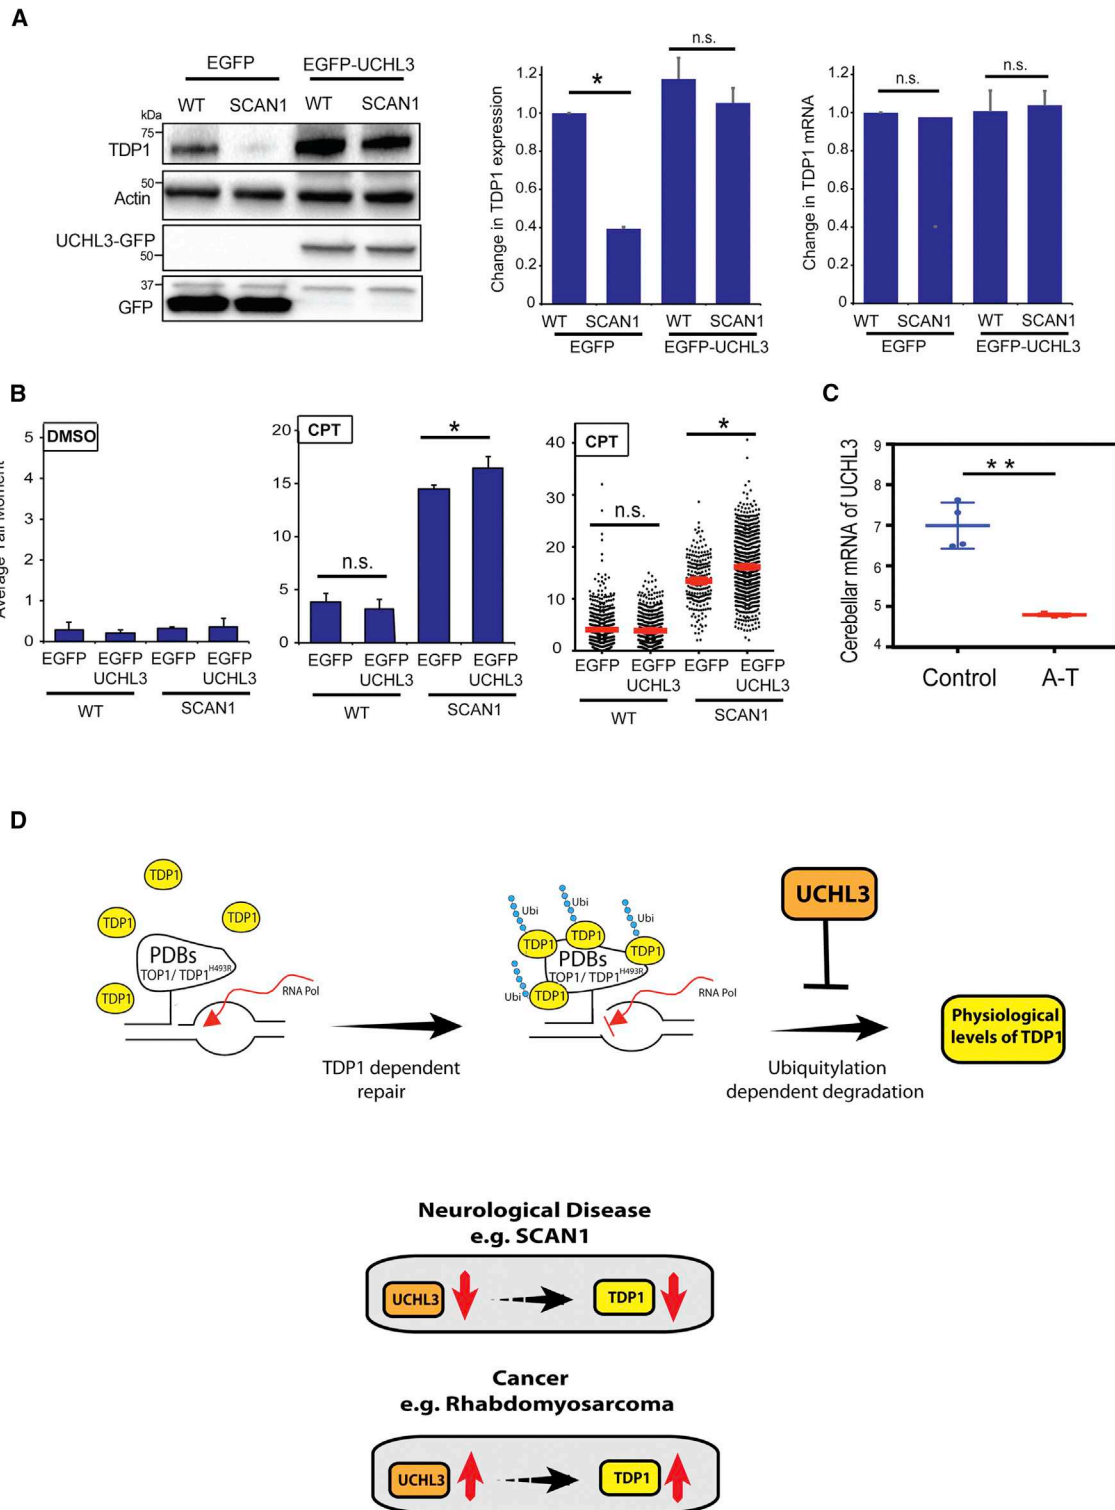 A
EGFP
EGFP-UCHL3
WT
SCAN1
WT
SCAN1
kDa
75
TDP1
50
Actin
UCHL3-GFP
50
37
GFP
Change in TDP1 expression
1.2
1.0
0.8
0.6
0.4
0.2
0
*
n.s.
WT
SCAN1
WT
SCAN1
EGFP
EGFP-UCHL3
Change in TDP1 mRNA
1.2
1.0
0.8
0.6
0.4
0.2
0
n.s.
n.s.
WT
SCAN1
WT
SCAN1
EGFP
EGFP-UCHL3
B
Average Tail Moment
DMSO
5
4
3
2
1
0
EGFP
EGFP
UCHL3
EGFP
EGFP
UCHL3
WT
SCAN1
CPT
20
15
10
5
0
n.s.
*
EGFP
EGFP
UCHL3
EGFP
EGFP
UCHL3
WT
SCAN1
CPT
40
30
20
10
0
n.s.
*
EGFP
EGFP
UCHL3
EGFP
EGFP
UCHL3
WT
SCAN1
C
Cerebellar mRNA of UCHL3
9
8
7
6
5
4
**
Control
A-T
D
TDP1
TDP1
TDP1
TDP1
PDBs
TOP1/ TDP1H493R
RNA Pol
TDP1 dependent
repair
Ubi
Ubi
Ubi
Ubi
TDP1
TDP1
TDP1
TDP1
PDBs
TOP1/ TDP1H493R
RNA Pol
UCHL3
Ubiquitylation
dependent degradation
Physiological
levels of TDP1
Neurological Disease
e.g. SCAN1
UCHL3
TDP1
Cancer
e.g. Rhabdomyosarcoma
UCHL3
TDP1